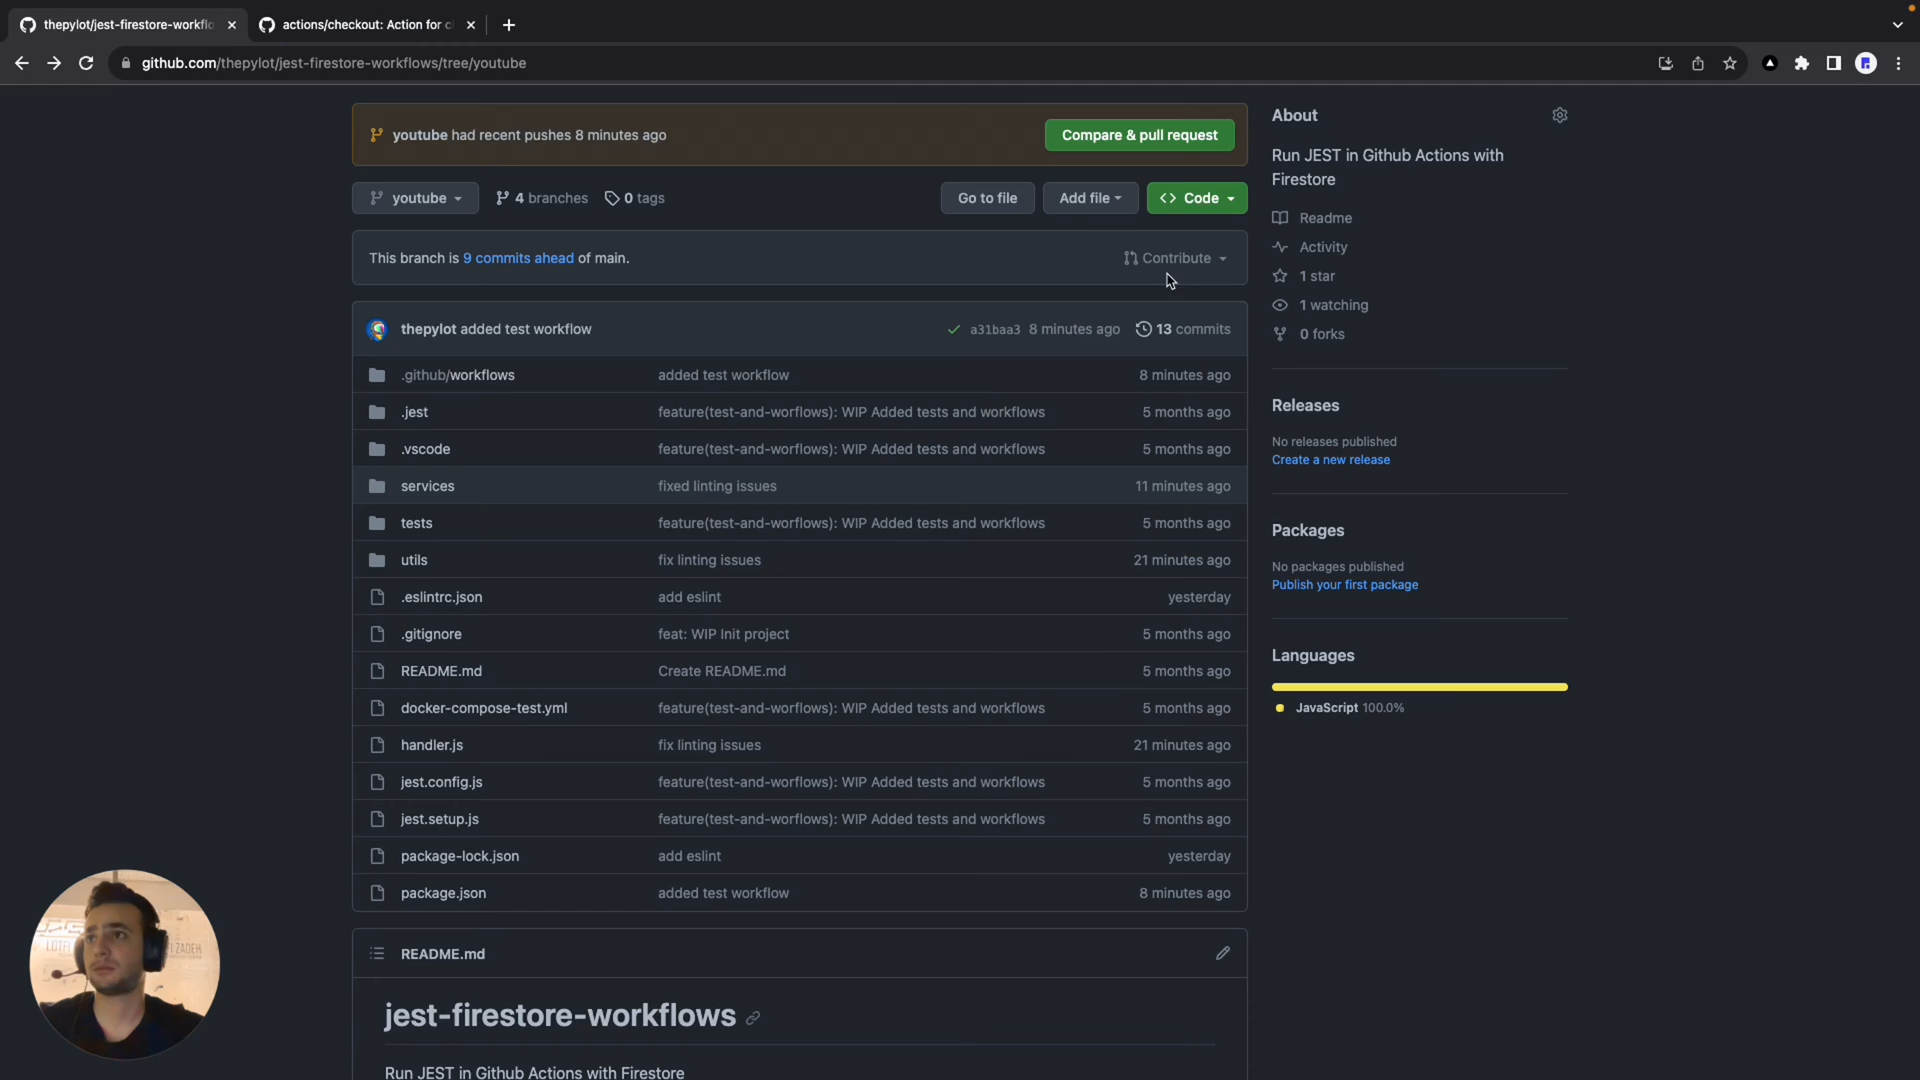 thepylot/jest-firestore-workflo
actions/checkout: Action for c
github.com/thepylot/jest-firestore-workflows/tree/youtube
youtube had recent pushes 8 minutes ago
Compare & pull request
youtube
4 branches
0 tags
Go to file
Add file
Code
This branch is 9 commits ahead of main.
Contribute
thepylot added test workflow
a31baa3 8 minutes ago
13 commits
.github/workflows added test workflow 8 minutes ago
.jest feature(test-and-worflows): WIP Added tests and workflows 5 months ago
.vscode feature(test-and-worflows): WIP Added tests and workflows 5 months ago
services fixed linting issues 11 minutes ago
tests feature(test-and-worflows): WIP Added tests and workflows 5 months ago
utils fix linting issues 21 minutes ago
.eslintrc.json add eslint yesterday
.gitignore feat: WIP Init project 5 months ago
README.md Create README.md 5 months ago
docker-compose-test.yml feature(test-and-worflows): WIP Added tests and workflows 5 months ago
handler.js fix linting issues 21 minutes ago
jest.config.js feature(test-and-worflows): WIP Added tests and workflows 5 months ago
jest.setup.js feature(test-and-worflows): WIP Added tests and workflows 5 months ago
package-lock.json add eslint yesterday
package.json added test workflow 8 minutes ago
README.md
jest-firestore-workflows
Run JEST in Github Actions with Firestore
About
Run JEST in Github Actions with
Firestore
Readme
Activity
1 star
1 watching
0 forks
Releases
No releases published
Create a new release
Packages
No packages published
Publish your first package
Languages
JavaScript 100.0%